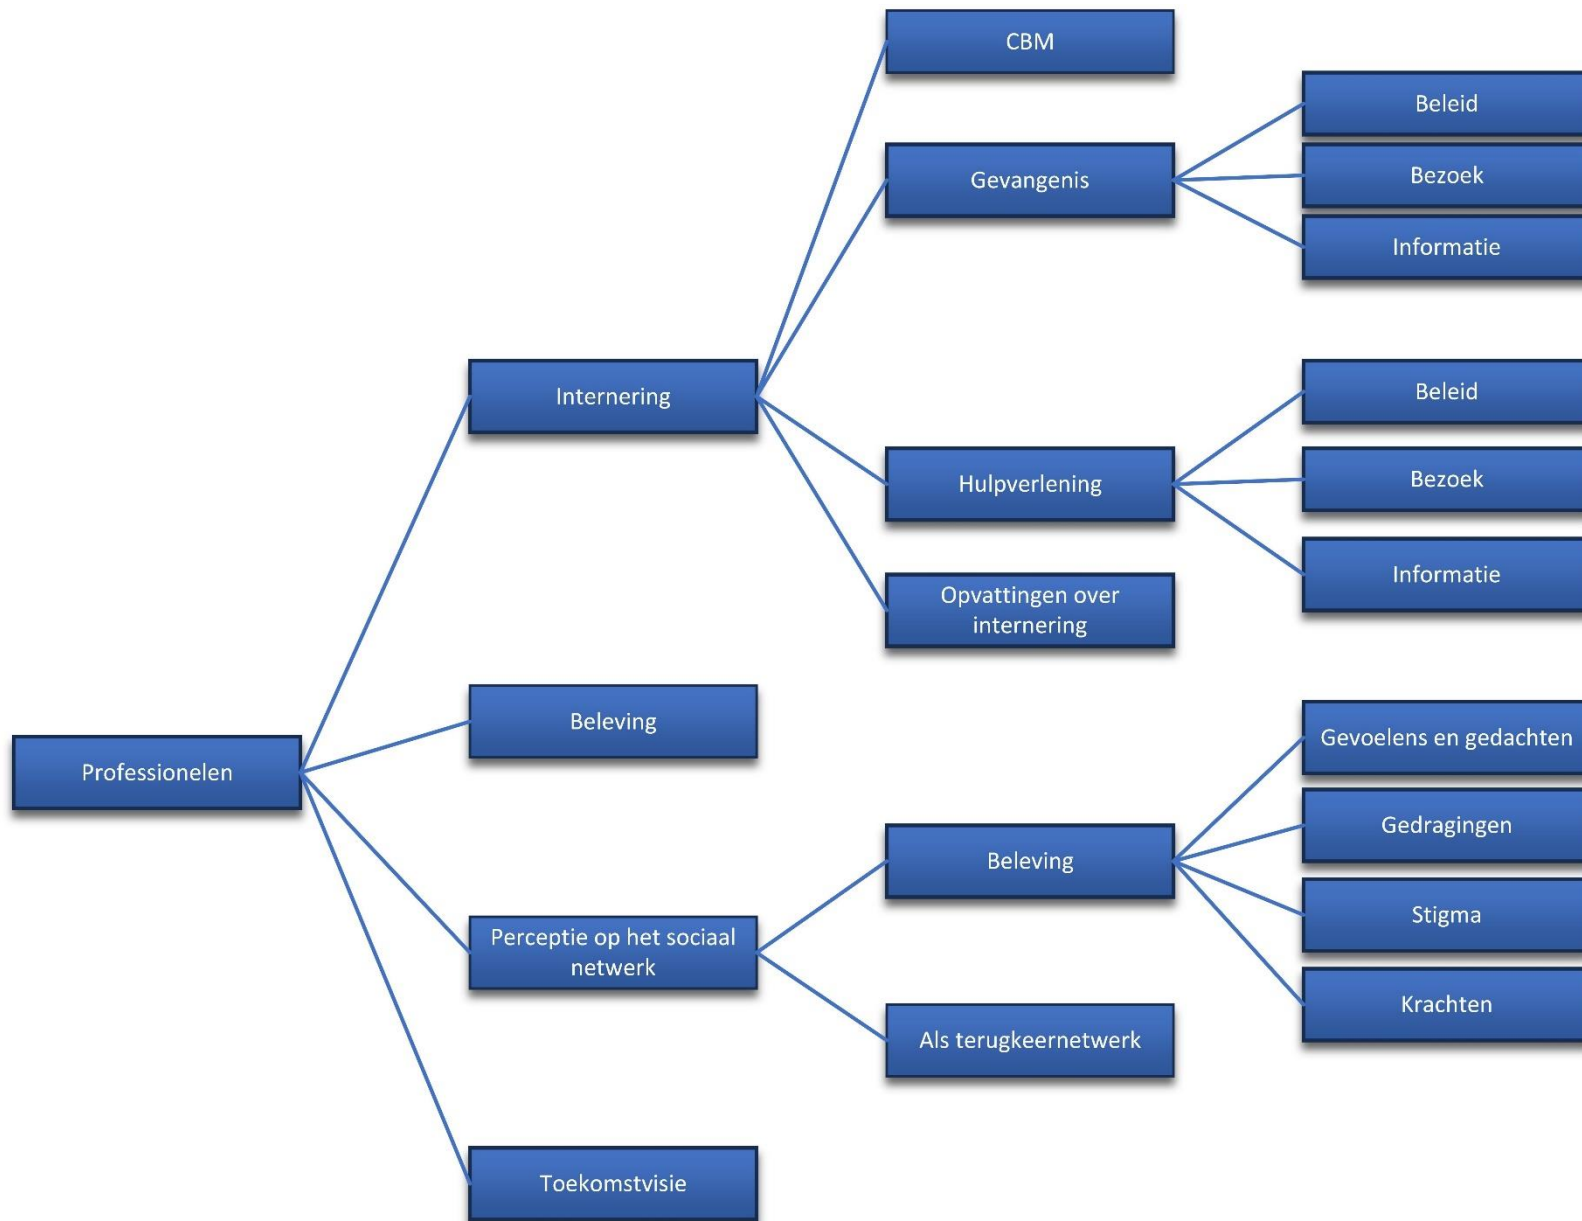 CBM
Beleid
Gevangenis
Bezoek
Informatie
Internering
Beleid
Hulpverlening
Bezoek
Informatie
Opvattingen over
internering
Beleving
Gevoelens en gedachten
Professionelen
Gedragingen
Beleving
Stigma
Perceptie op het sociaal
netwerk
Krachten
Als terugkeernetwerk
Toekomstvisie